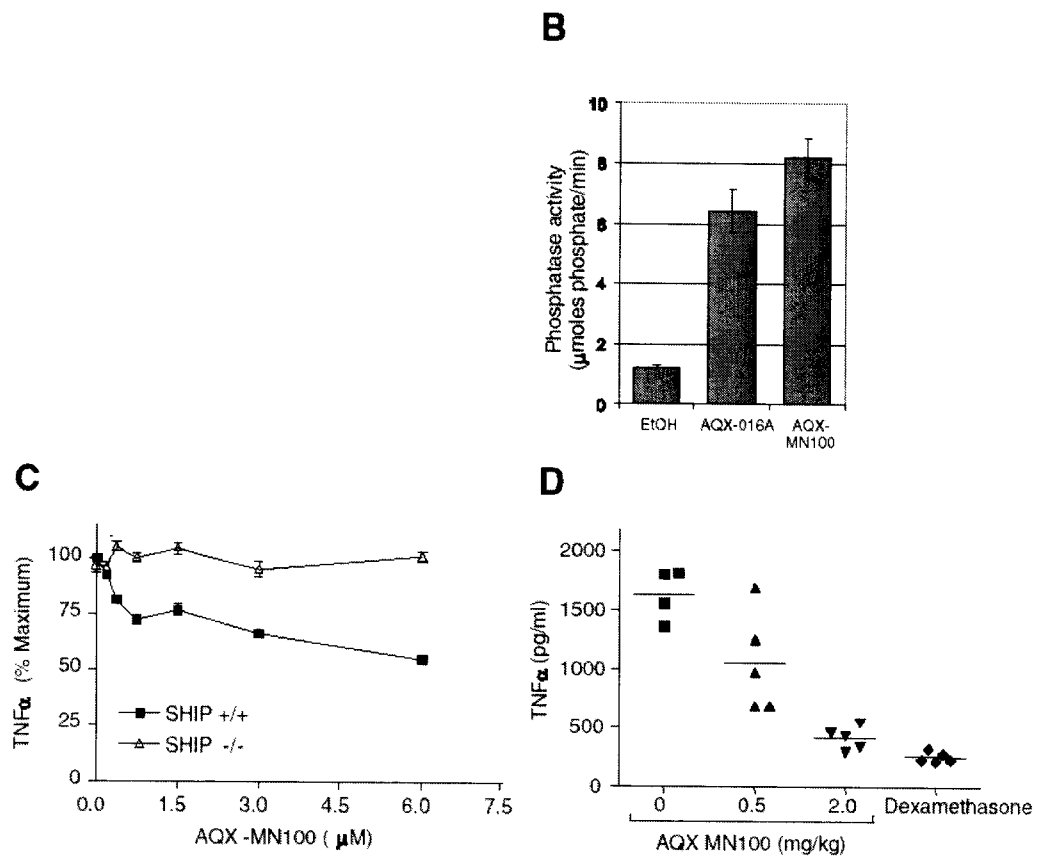 B
Phosphatase activity
(μmoles phosphate/min)
10
8
6
4
2
0
EtOH
AQX-016A
AQX-
MN100
C
TNFα (% Maximum)
100
75
50
25
0
SHIP +/+
SHIP -/-
0.0
1.5
3.0
4.5
6.0
7.5
AQX -MN100 ( μM)
D
TNFα (pg/ml)
2000
1500
1000
500
0
0
0.5
2.0
Dexamethasone
AQX MN100 (mg/kg)